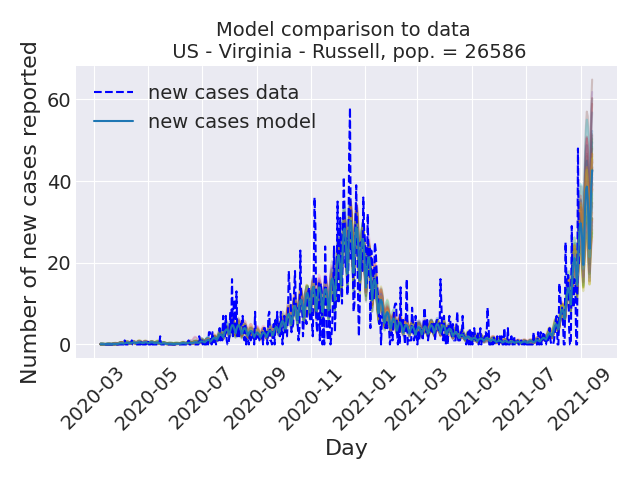 Model comparison to data
US - Virginia - Russell, pop. = 26586
new cases data
new cases model
Number of new cases reported
60
40
20
0
2020-03
2020-05
2020-07
2020-09
2020-11
2021-01
2021-03
2021-05
2021-07
2021-09
Day